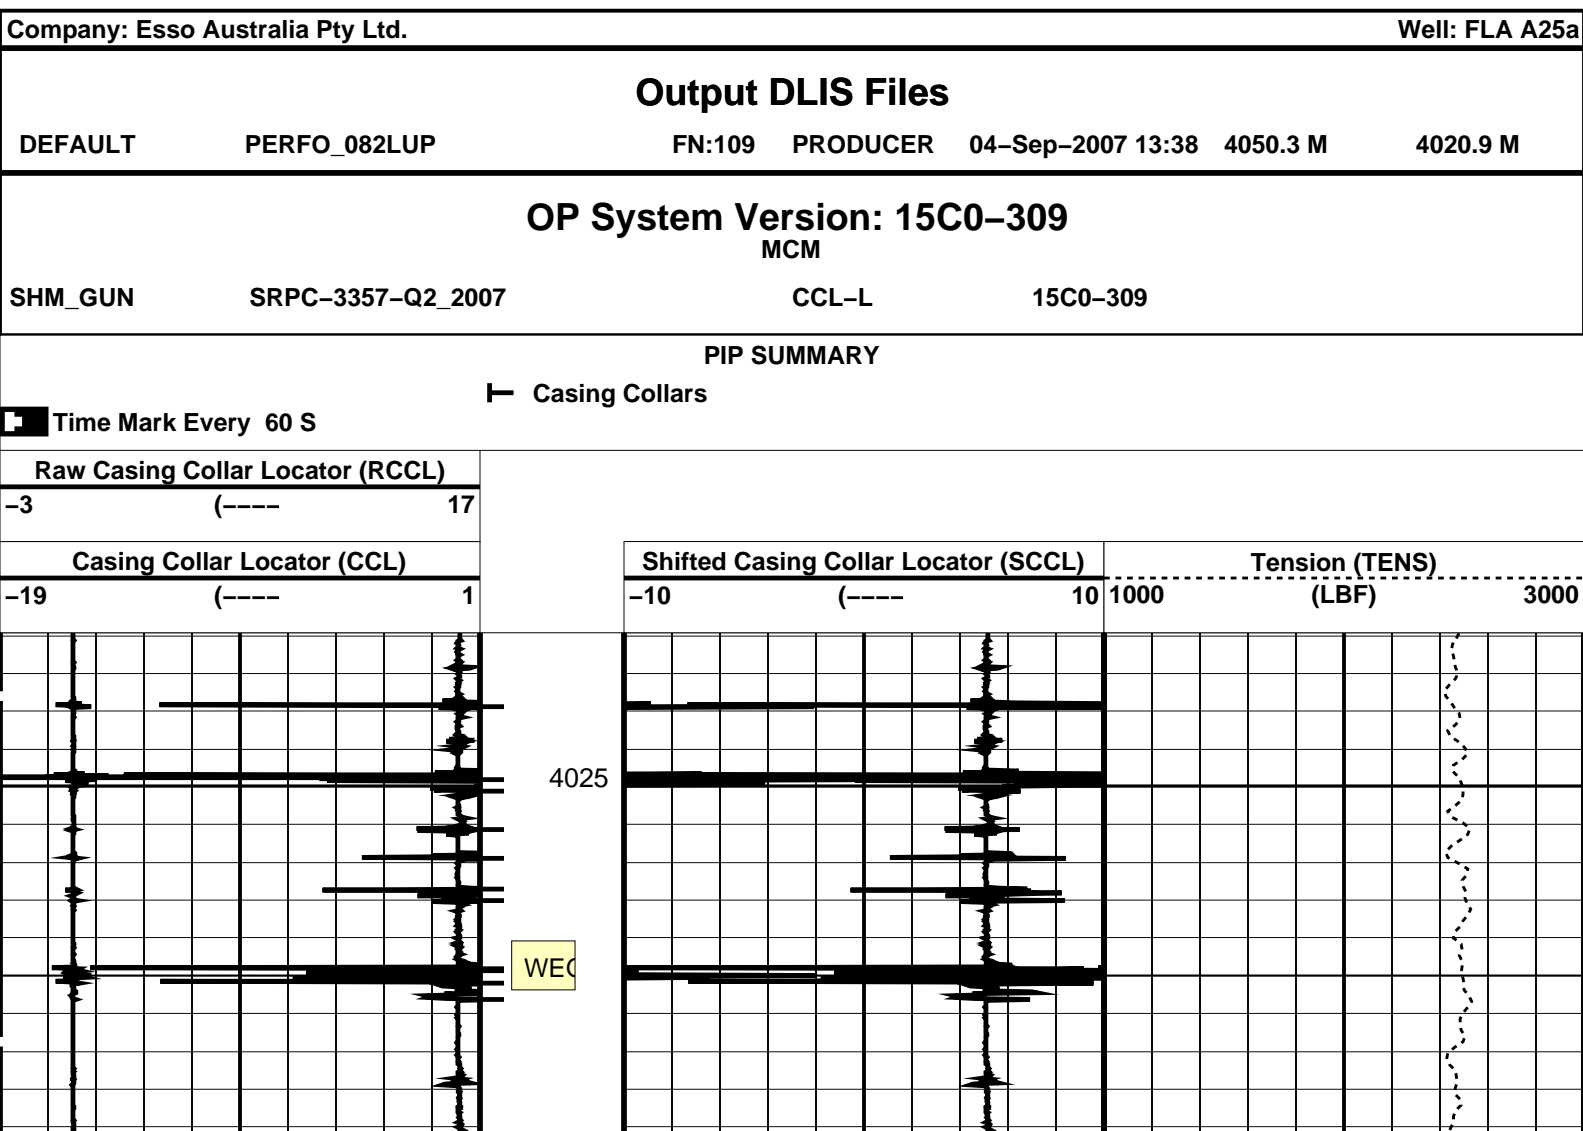 Company: Esso Australia Pty Ltd. Well: FLA A25a
Output DLIS Files
DEFAULT PERFO_082LUP FN:109 PRODUCER 04–Sep–2007 13:38 4050.3 M 4020.9 M
OP System Version: 15C0–309
MCM
SHM_GUN SRPC–3357–Q2_2007 CCL–L 15C0–309
PIP SUMMARY
Casing Collars
Time Mark Every 60 S
Raw Casing Collar Locator (RCCL)
–3 (–––– 17
Casing Collar Locator (CCL) Shifted Casing Collar Locator (SCCL) Tension (TENS)
–19 (–––– 1 –10 (–––– 10 1000 (LBF) 3000
4025